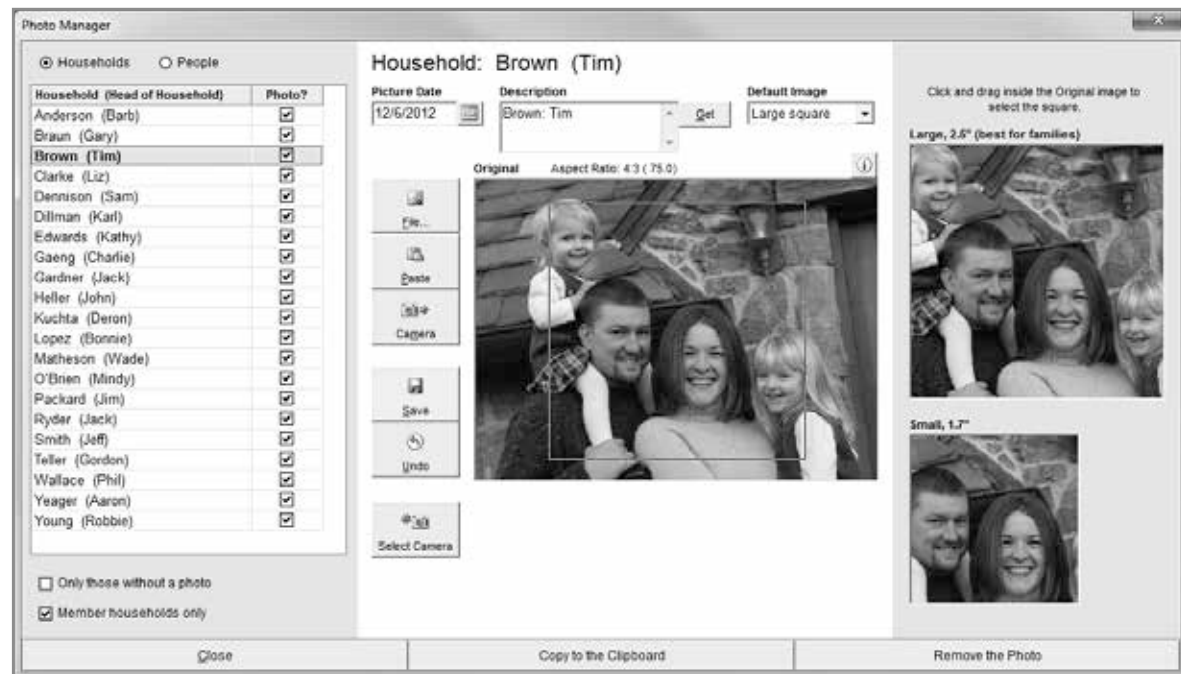 Photo Manager
Households People
Household (Head of Household) Photo?
Anderson (Barb)
Braun (Gary)
Brown (Tim)
Clarke (Liz)
Dennison (Sam)
Dillman (Karl)
Edwards (Kathy)
Gaeng (Charlie)
Gardner (Jack)
Heller (John)
Kuchta (Deron)
Lopez (Bonnie)
Matheson (Wade)
O'Brien (Mindy)
Packard (Jim)
Ryder (Jack)
Smith (Jeff)
Teller (Gordon)
Wallace (Phil)
Yeager (Aaron)
Young (Robbie)
Only those without a photo
Member households only
Household: Brown (Tim)
Picture Date Description Default Image
12/6/2012 Brown: Tim Get Large square
Original Aspect Ratio: 4:3 ( 75.0)
File...
Paste
Camera
Save
Undo
Select Camera
Click and drag inside the Original image to
select the square.
Large, 2.5" (best for families)
Small, 1.7"
Close Copy to the Clipboard Remove the Photo